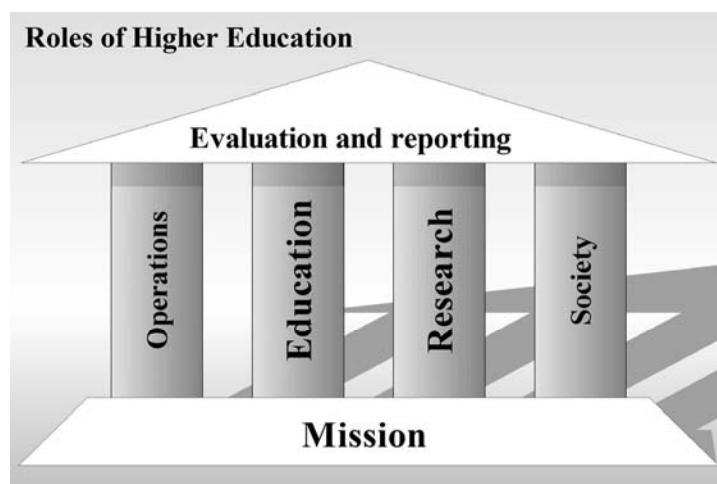 Roles of Higher Education
Evaluation and reporting
Operations
Education
Research
Society
Mission